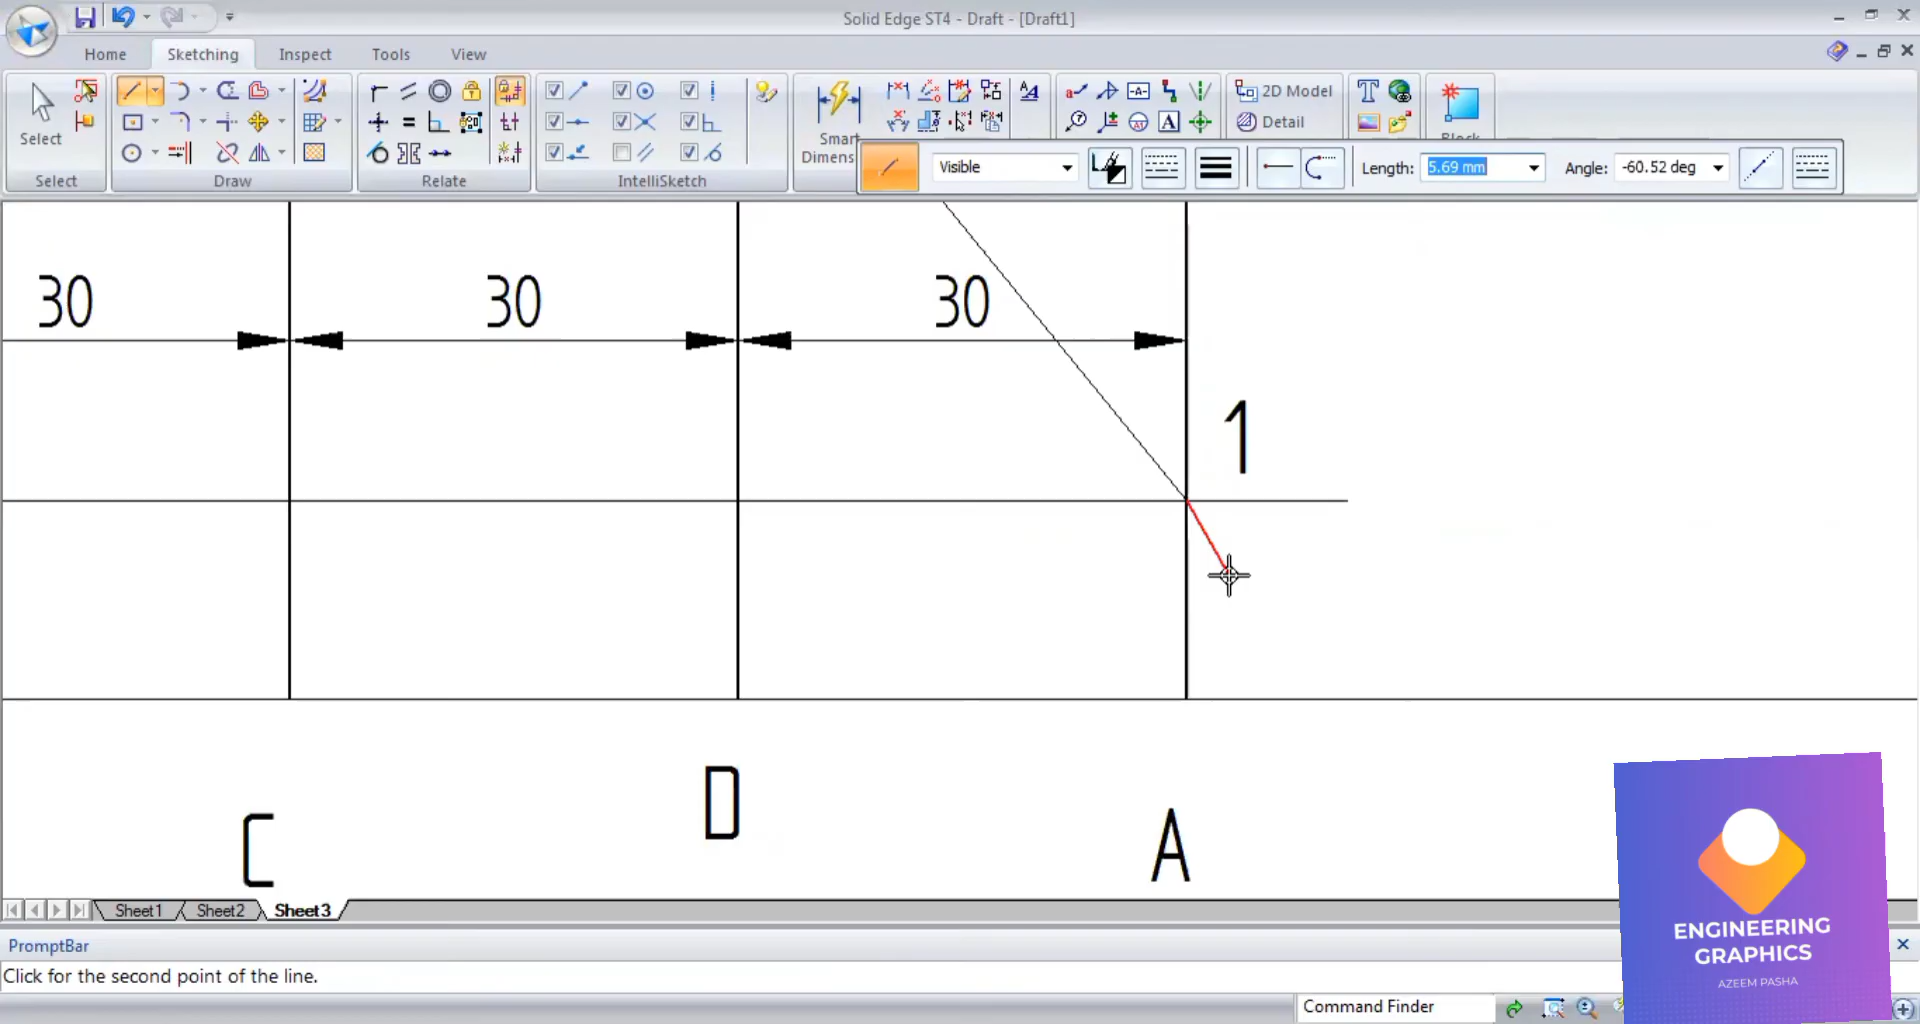 Solid Edge ST4 - Draft - [Draft1]
Home Sketching Inspect Tools View
Select
Smart
Dimens
2D Model
Detail
Block
Select Draw Relate IntelliSketch
Visible Length: 5.69 mm Angle: -60.52 deg
30 30 30
1
C D A
Sheet1 Sheet2 Sheet3
PromptBar
Click for the second point of the line.
Command Finder
ENGINEERING
GRAPHICS
AZEEM PASHA